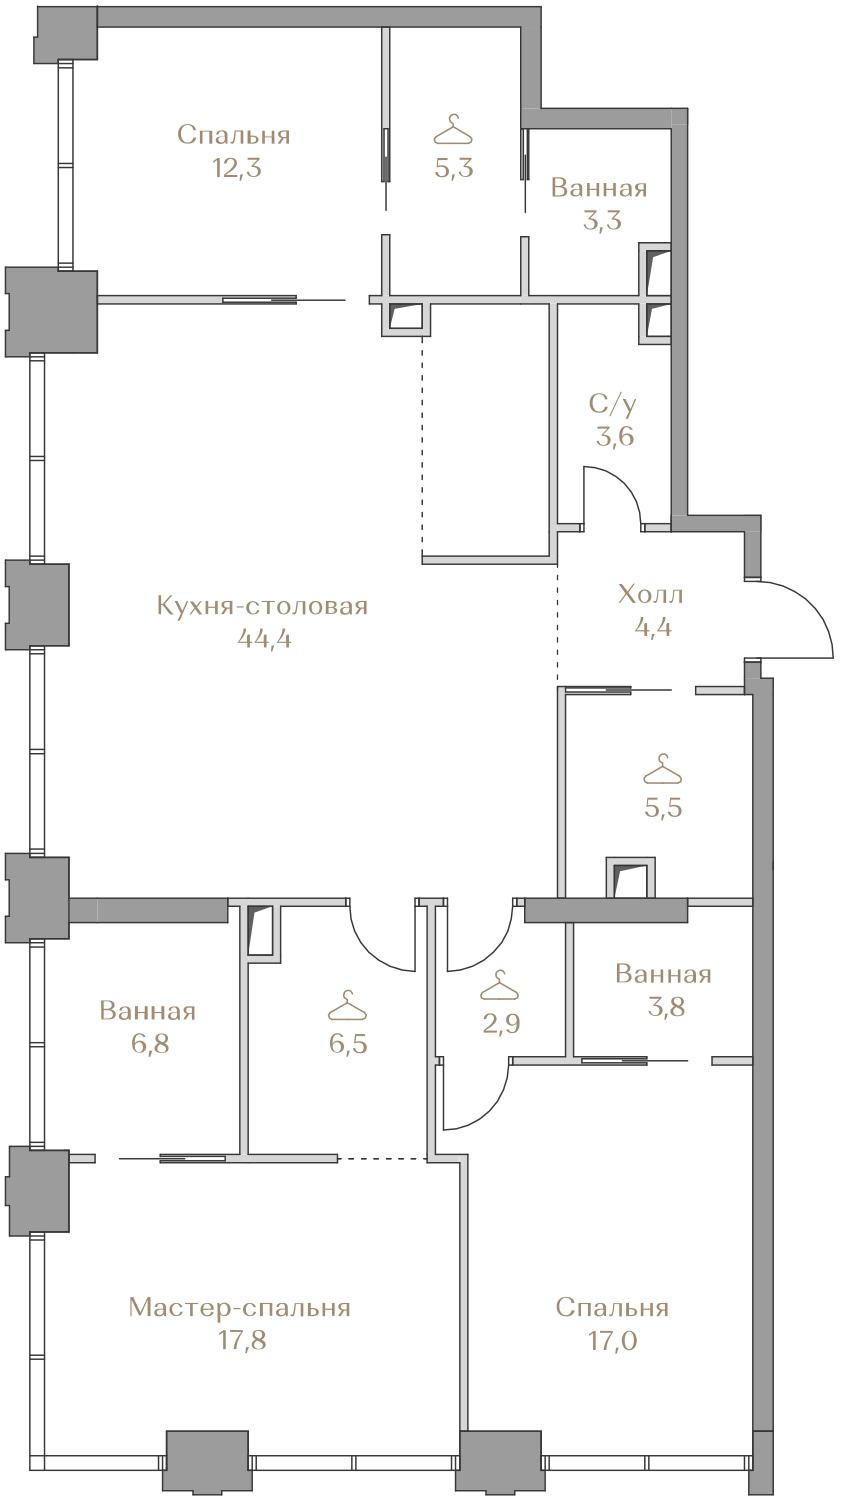 Спальня
12,3
5,3
Ванная
3,3
С/у
3,6
Кухня-столовая
44,4
Холл
4,4
5,5
Ванная
6,8
6,5
2,9
Ванная
3,8
Мастер-спальня
17,8
Спальня
17,0